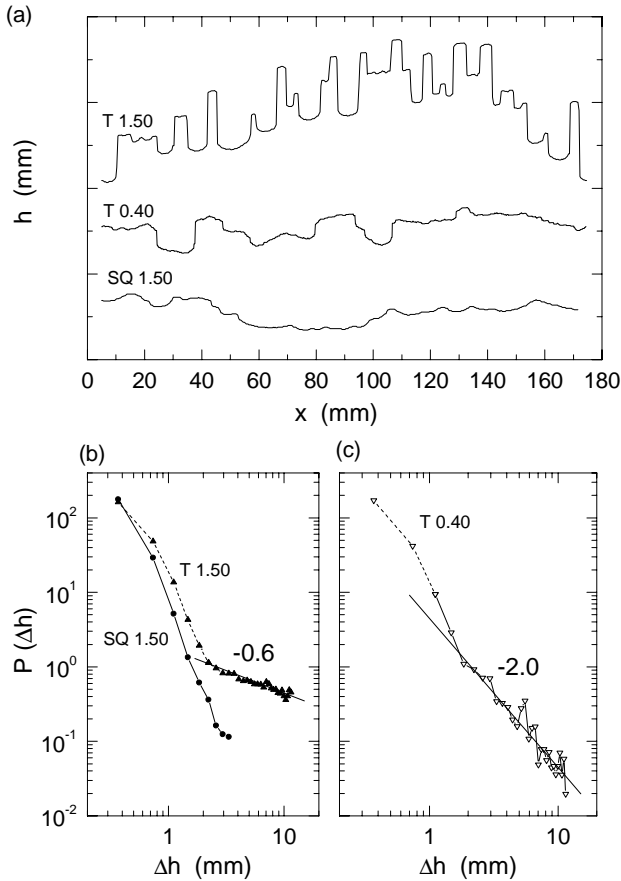 (a)
h (mm)
T 1.50
T 0.40
SQ 1.50
0 20 40 60 80 100 120 140 160 180
x (mm)
(b)
(c)
P (Δh)
10² 
10¹
10⁰
10⁻¹
10⁻²
T 1.50
SQ 1.50
-0.6
T 0.40
-2.0
1 10
1 10
Δh (mm)
Δh (mm)